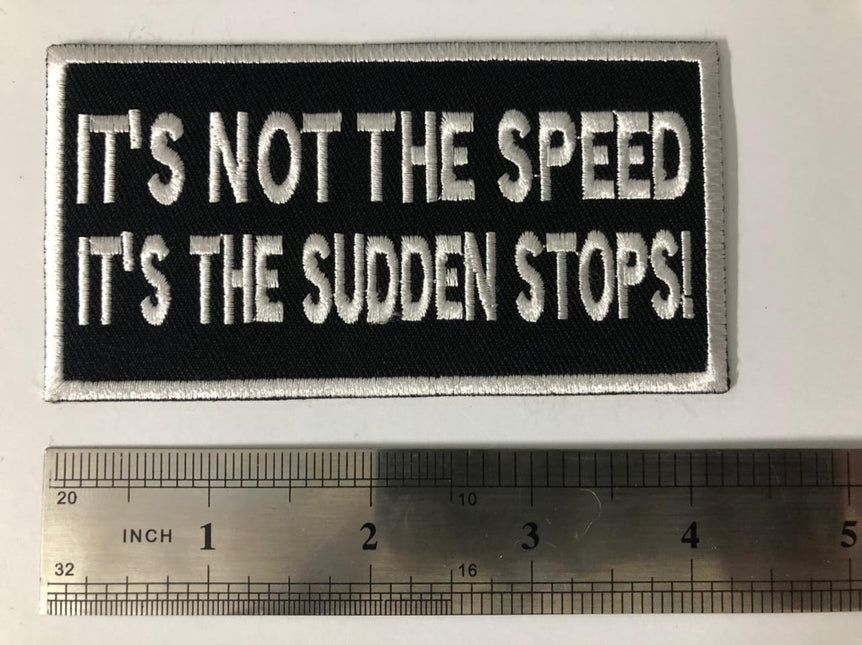 IT'S NOT THE SPEED
IT'S THE SUDDEN STOPS!
20 10
INCH 1 2 3 4 5
32 16